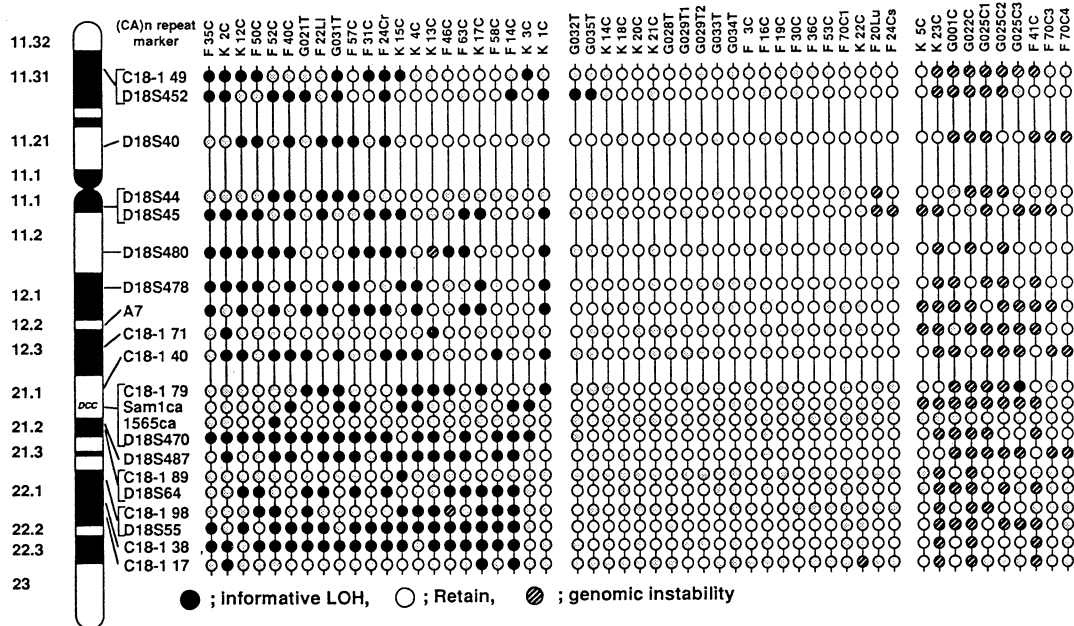 (CA)n repeat
marker
F 35C
K 2C
K 12C
F 50C
F 52C
F 40C
G021T
F 22Li
G031T
F 57C
F 31C
F 24Cr
K 15C
K 4C
K 13C
F 46C
F 63C
K 17C
F 58C
F 14C
K 3C
K 1C
G032T
G035T
K 14C
K 18C
K 20C
K 21C
G028T
G029T1
G029T2
G033T
G034T
F 3C
F 16C
F 19C
F 30C
F 36C
F 53C
F 70C1
K 22C
F 20Lu
F 24Cs
K 5C
K 23C
G001C
G022C
G025C1
G025C2
G025C3
F 41C
F 70C3
F 70C4
11.32
11.31
C18-1 49
D18S452
11.21
D18S40
11.1
11.1
D18S44
D18S45
11.2
D18S480
D18S478
12.1
A7
12.2
C18-1 71
12.3
C18-1 40
21.1
C18-1 79
DCC
Sam1ca
1565ca
21.2
D18S470
21.3
D18S487
C18-1 89
22.1
D18S64
C18-1 98
22.2
D18S55
22.3
C18-1 38
C18-1 17
23
; informative LOH, ; Retain, ; genomic instability